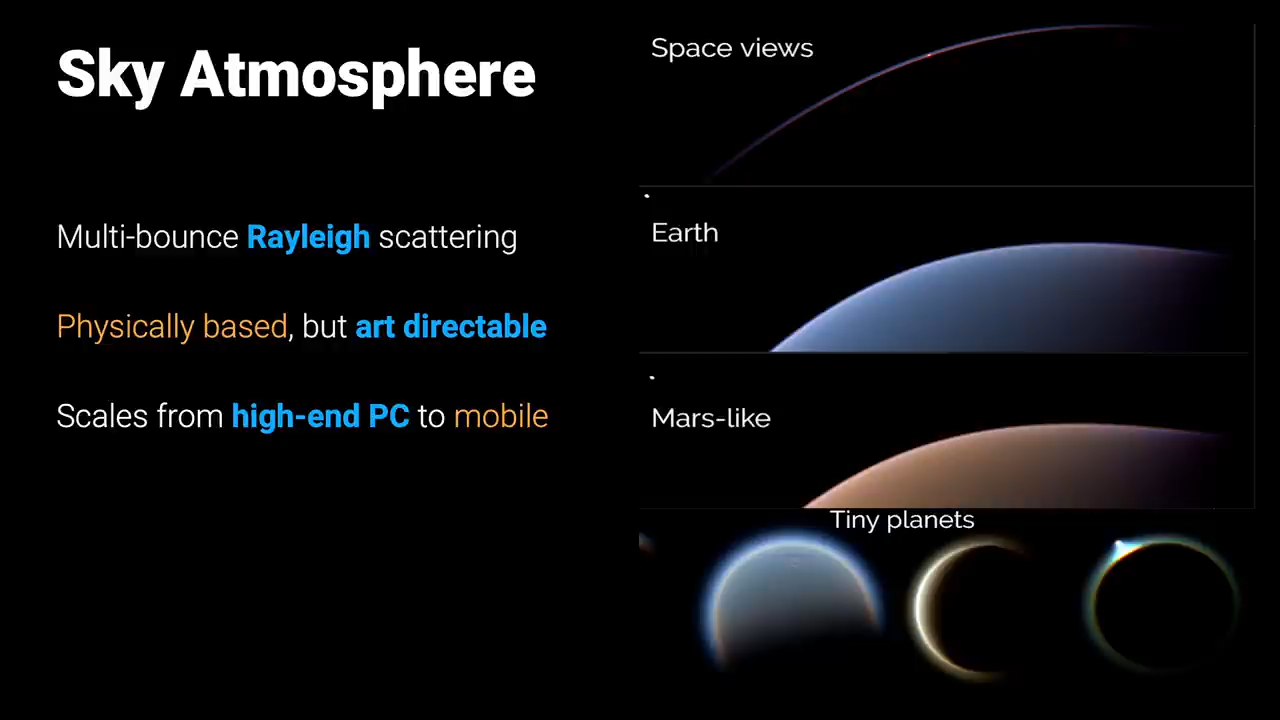 Sky Atmosphere
Multi-bounce Rayleigh scattering
Physically based, but art directable
Scales from high-end PC to mobile
Space views
Earth
Mars-like
Tiny planets